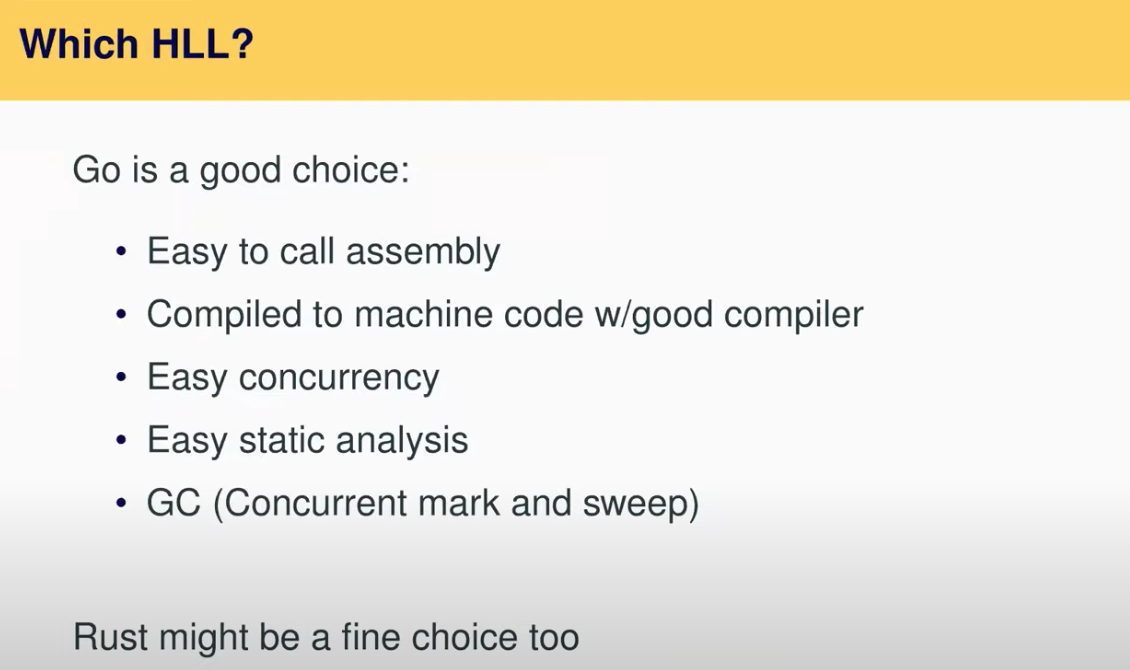 Which HLL?
Go is a good choice:
• Easy to call assembly
• Compiled to machine code w/good compiler
• Easy concurrency
• Easy static analysis
• GC (Concurrent mark and sweep)
Rust might be a fine choice too